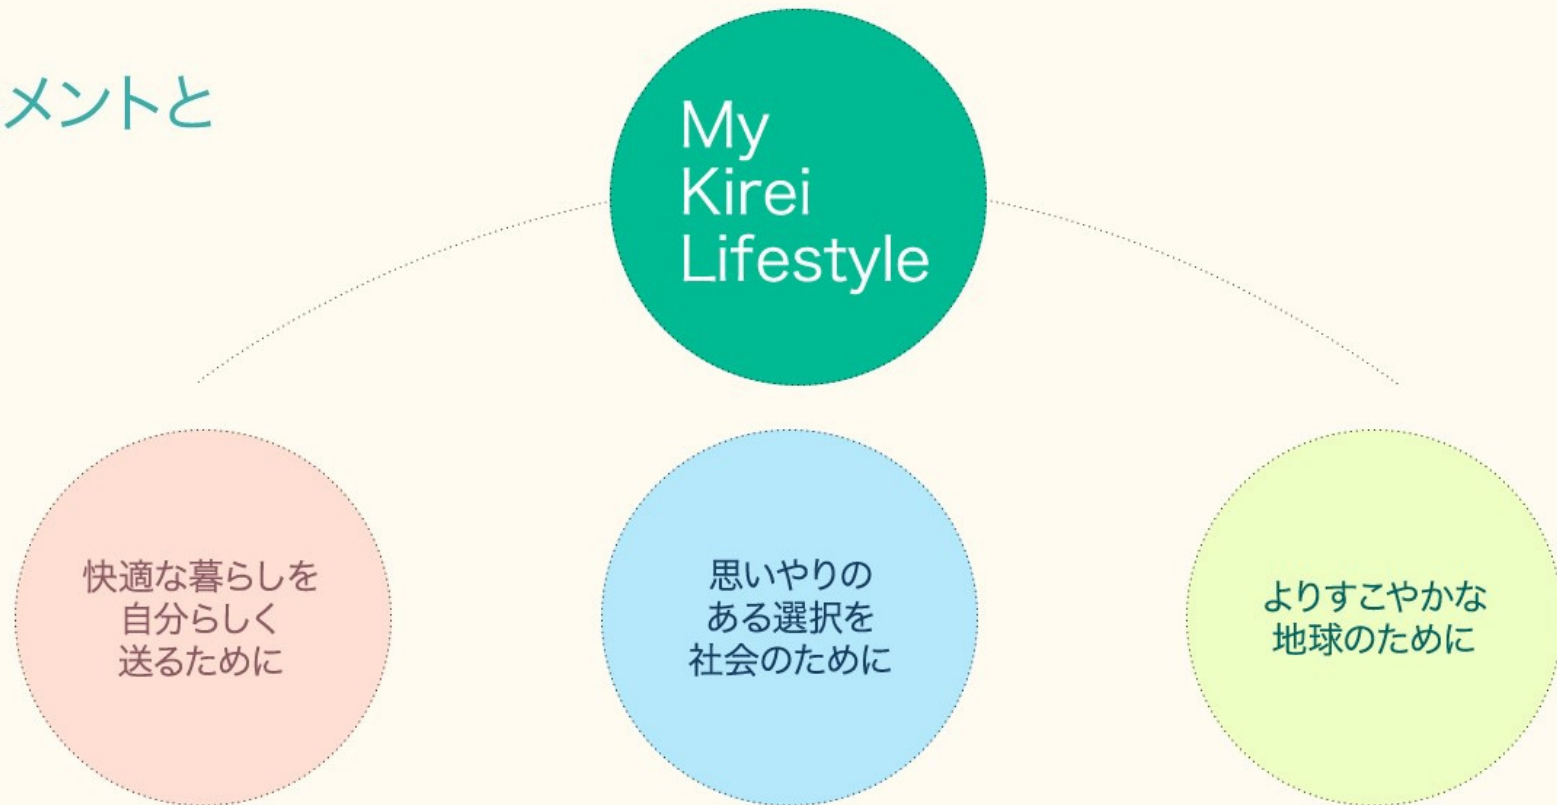 メントと
My
Kirei
Lifestyle
快適な暮らしを
自分らしく
送るために
思いやりの
ある選択を
社会のために
よりすこやかな
地球のために